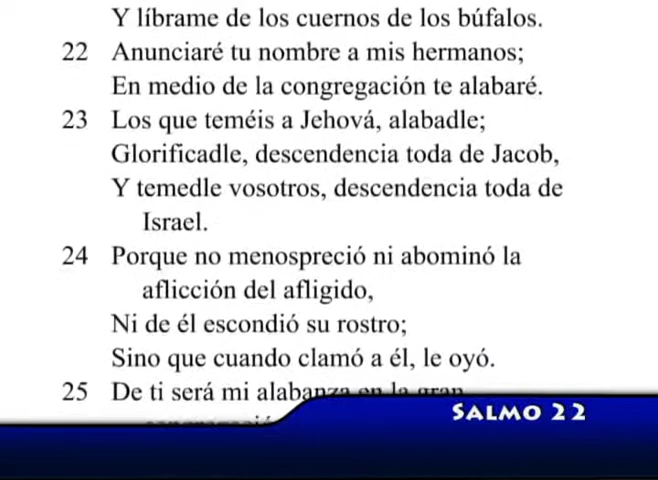 Y líbrame de los cuernos de los búfalos.
22 Anunciaré tu nombre a mis hermanos;
En medio de la congregación te alabaré.
23 Los que teméis a Jehová, alabadle;
Glorificadle, descendencia toda de Jacob,
Y temedle vosotros, descendencia toda de
Israel.
24 Porque no menospreció ni abominó la
aflicción del afligido,
Ni de él escondió su rostro;
Sino que cuando clamó a él, le oyó.
25 De ti será mi alabanza en la gran
SALMO 22